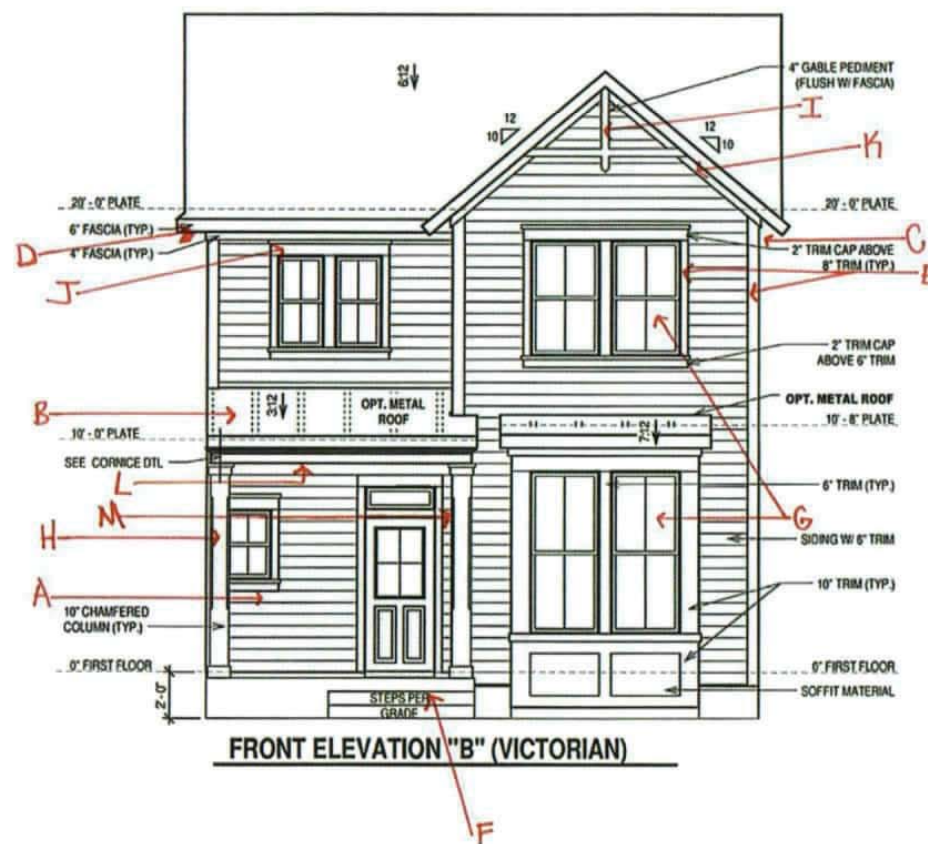 6:12
4" GABLE PEDIMENT
(FLUSH W/ FASCIA)
I
12
10
12
10
K
20' - 0" PLATE
20' - 0" PLATE
6" FASCIA (TYP.)
D
4" FASCIA (TYP.)
C
2" TRIM CAP ABOVE
8" TRIM (TYP.)
J
2" TRIM CAP
ABOVE 6" TRIM
B
3:12
OPT. METAL
ROOF
OPT. METAL ROOF
10' - 8" PLATE
10' - 0" PLATE
7:12
SEE CORNICE DTL
L
6" TRIM (TYP.)
M
G
H
SIDING W/ 6" TRIM
A
10" TRIM (TYP.)
10" CHAMFERED
COLUMN (TYP.)
0" FIRST FLOOR
0" FIRST FLOOR
2'-0"
STEPS PER
GRADE
SOFFIT MATERIAL
FRONT ELEVATION "B" (VICTORIAN)
F